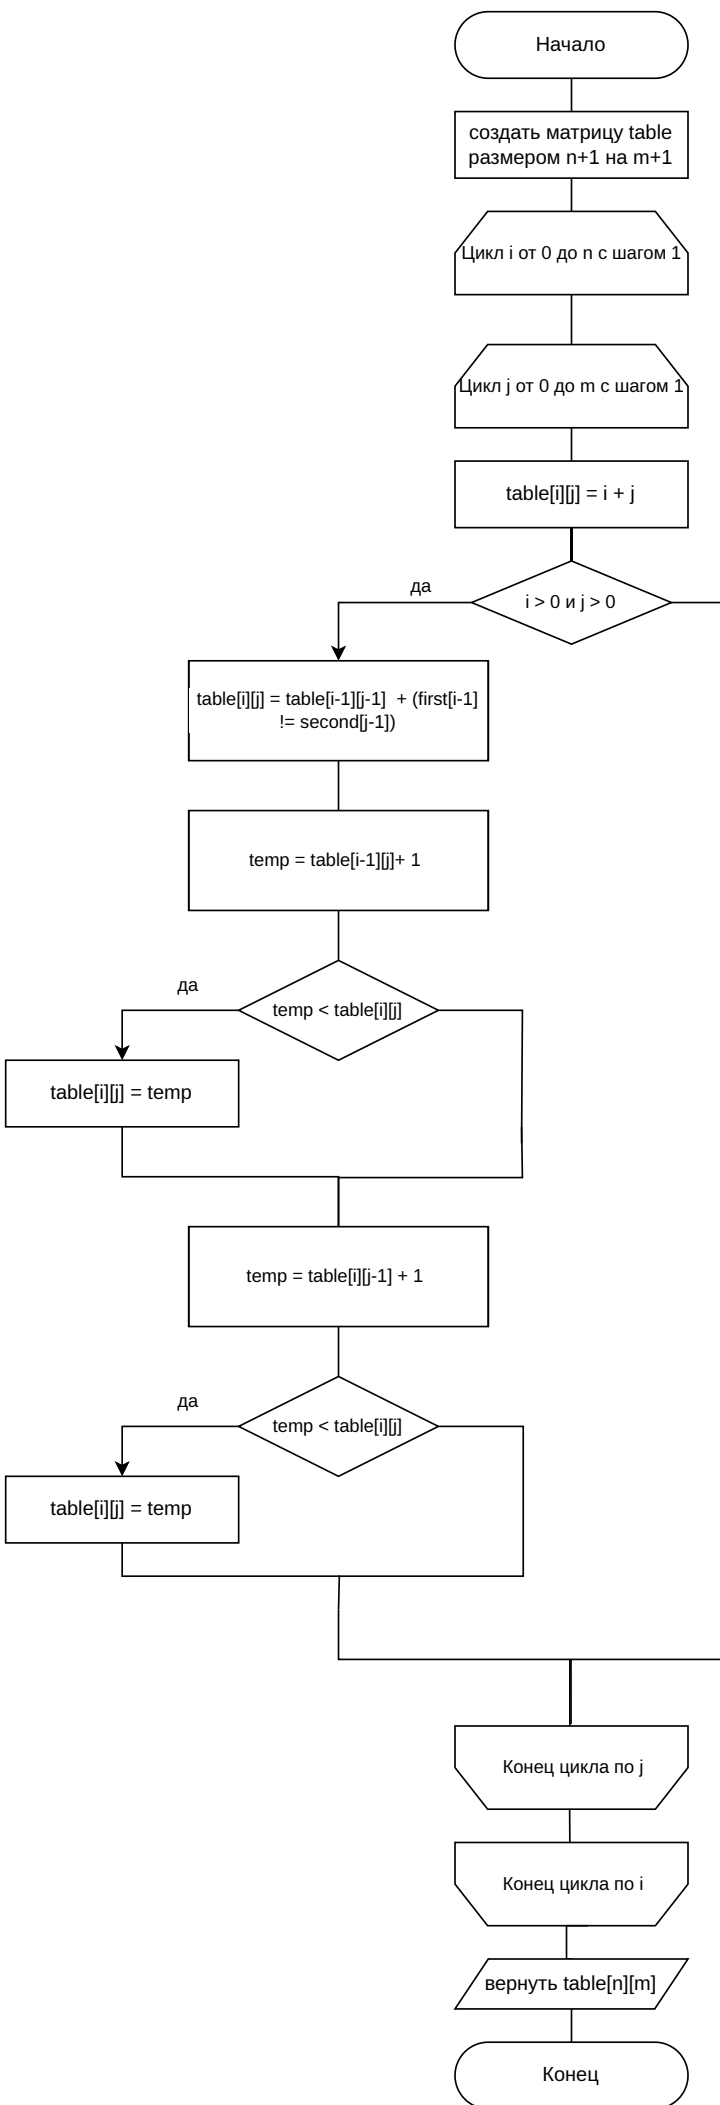 Начало
создать матрицу table
размером n+1 на m+1
Цикл i от 0 до n с шагом 1
Цикл j от 0 до m с шагом 1
table[i][j] = i + j
i > 0 и j > 0
да
table[i][j] = table[i-1][j-1] + (first[i-1]
!= second[j-1])
temp = table[i-1][j]+ 1
temp < table[i][j]
да
table[i][j] = temp
temp = table[i][j-1] + 1
temp < table[i][j]
да
table[i][j] = temp
Конец цикла по j
Конец цикла по i
вернуть table[n][m]
Конец